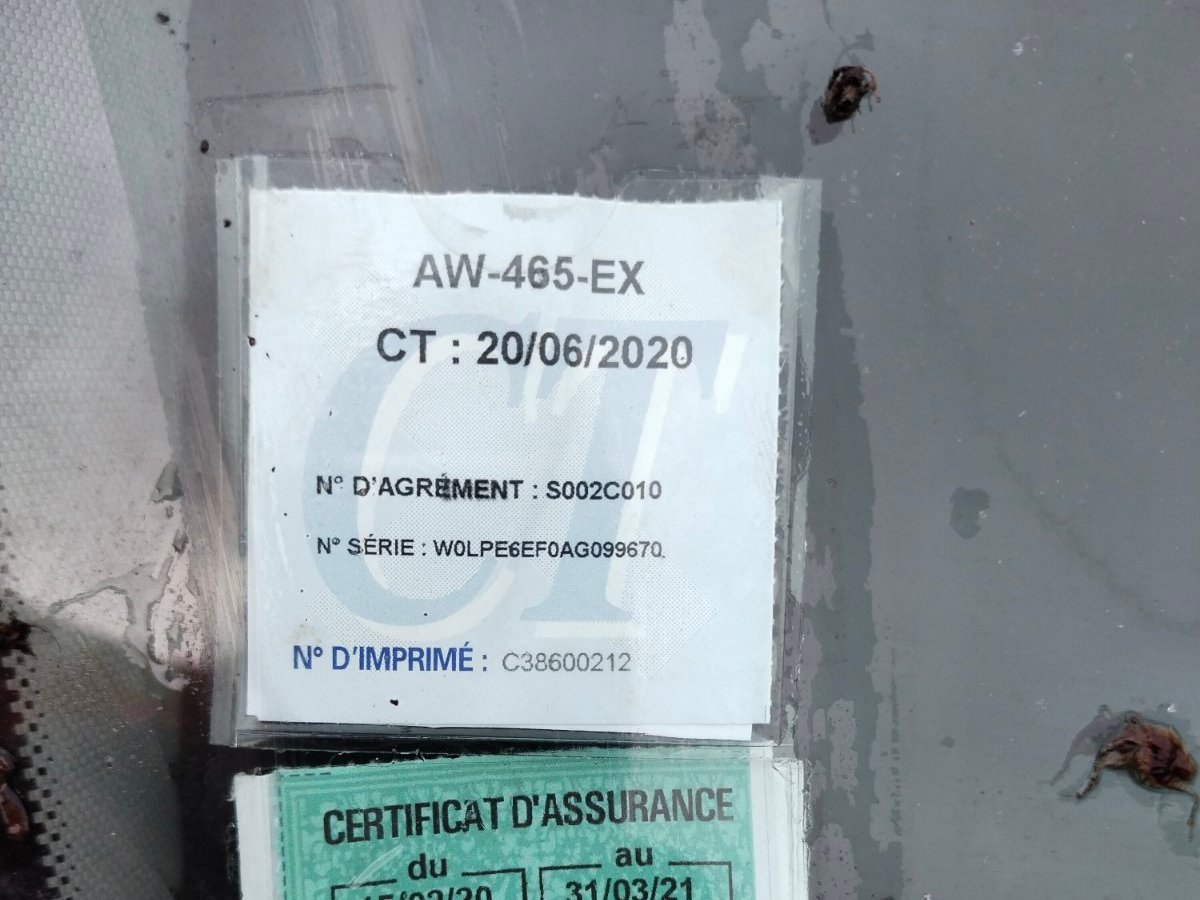 AW-465-EX
CT : 20/06/2020
N° D'AGRÉMENT : S002C010
N° SÉRIE : W0LPE6EF0AG099670
N° D'IMPRIMÉ : C38600212
CT
CERTIFICAT D'ASSURANCE
du au
31/03/21